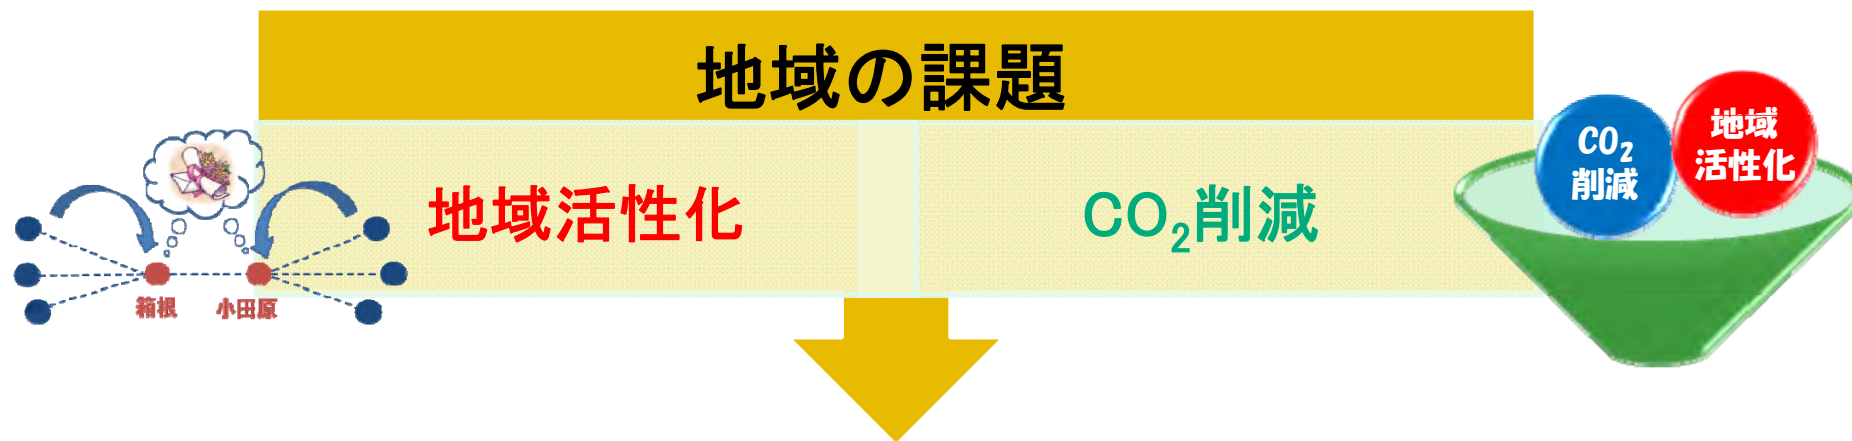 地域の課題
地域活性化
CO₂削減
箱根
小田原
CO₂
削減
地域
活性化